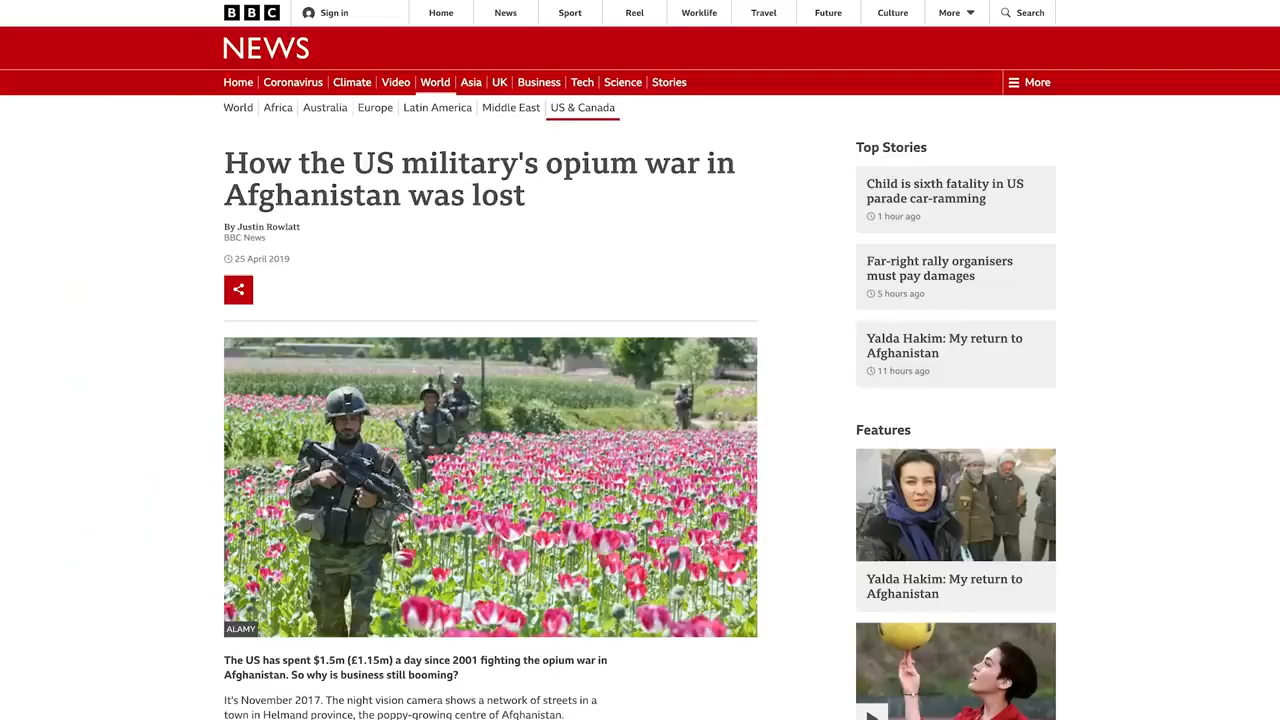 BBC Sign in Home News Sport Reel Worklife Travel Future Culture More Search
NEWS
Home Coronavirus Climate Video World Asia UK Business Tech Science Stories More
World Africa Australia Europe Latin America Middle East US & Canada
How the US military's opium war in
Afghanistan was lost
By Justin Rowlatt
BBC News
25 April 2019
ALAMY
The US has spent $1.5m (£1.15m) a day since 2001 fighting the opium war in
Afghanistan. So why is business still booming?
It's November 2017. The night vision camera shows a network of streets in a
town in Helmand province, the poppy-growing centre of Afghanistan.
Top Stories
Child is sixth fatality in US
parade car-ramming
1 hour ago
Far-right rally organisers
must pay damages
5 hours ago
Yalda Hakim: My return to
Afghanistan
11 hours ago
Features
Yalda Hakim: My return to
Afghanistan